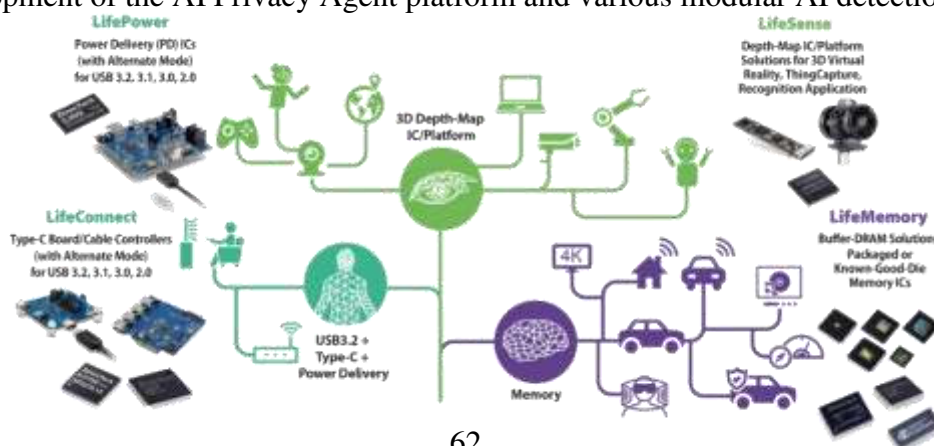 opment of the AI Privacy Agent platform and various modular AI detection
LifePower
Power Delivery (PD) ICs
(with Alternate Mode)
for USB 3.2, 3.1, 3.0, 2.0
LifeSense
Depth-Map IC/Platform
Solutions for 3D Virtual
Reality, ThingCapture,
Recognition Application
3D Depth-Map
IC/Platform
LifeConnect
Type-C Board/Cable Controllers
(with Alternate Mode)
for USB 3.2, 3.1, 3.0, 2.0
LifeMemory
Buffer-DRAM Solution
Packaged or
Known-Good-Die
Memory ICs
4K
USB3.2 +
Type-C +
Power Delivery
Memory
62